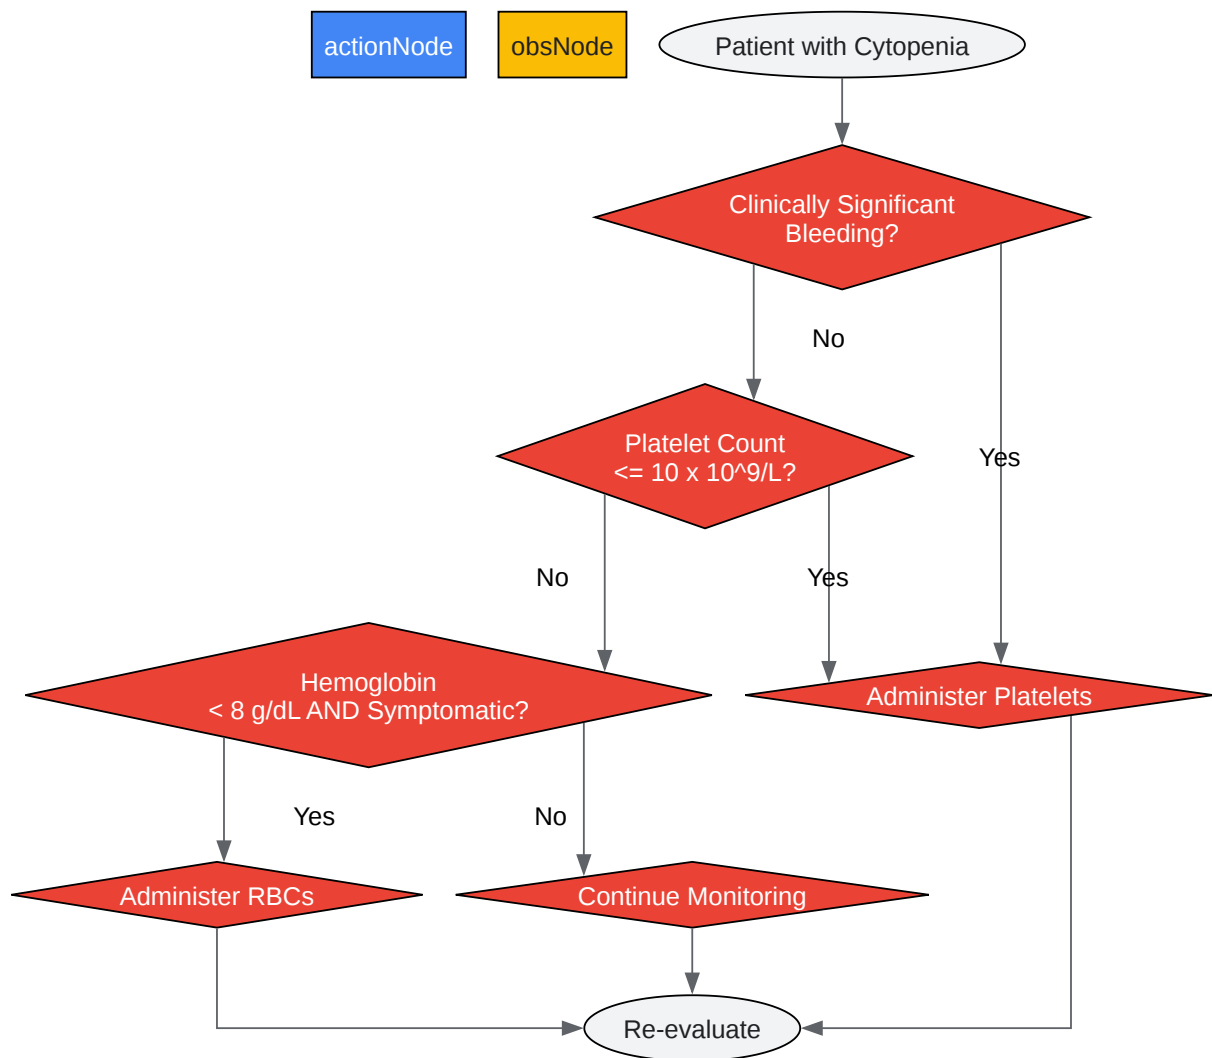 actionNode
obsNode
Patient with Cytopenia
Clinically Significant
Bleeding?
No
Platelet Count
<= 10 x 10^9/L?
Yes
No
Yes
Hemoglobin
< 8 g/dL AND Symptomatic?
Administer Platelets
Yes
No
Administer RBCs
Continue Monitoring
Re-evaluate